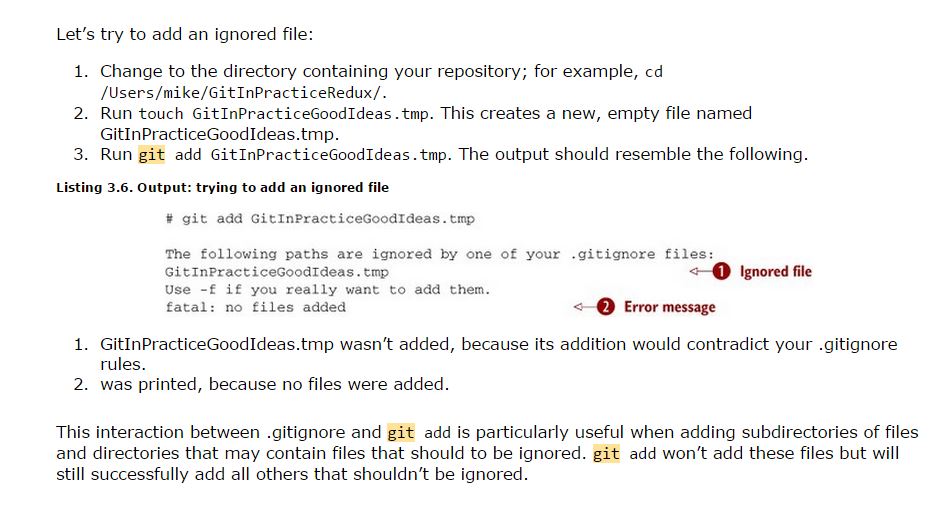 Let’s try to add an ignored file:
1. Change to the directory containing your repository; for example, cd
/Users/mike/GitInPracticeRedux/.
2. Run touch GitInPracticeGoodIdeas.tmp. This creates a new, empty file named
GitInPracticeGoodIdeas.tmp.
3. Run git add GitInPracticeGoodIdeas.tmp. The output should resemble the following.
Listing 3.6. Output: trying to add an ignored file
# git add GitInPracticeGoodIdeas.tmp
The following paths are ignored by one of your .gitignore files:
GitInPracticeGoodIdeas.tmp 1 Ignored file
Use -f if you really want to add them.
fatal: no files added 2 Error message
1. GitInPracticeGoodIdeas.tmp wasn’t added, because its addition would contradict your .gitignore
rules.
2. was printed, because no files were added.
This interaction between .gitignore and git add is particularly useful when adding subdirectories of files
and directories that may contain files that should to be ignored. git add won’t add these files but will
still successfully add all others that shouldn’t be ignored.